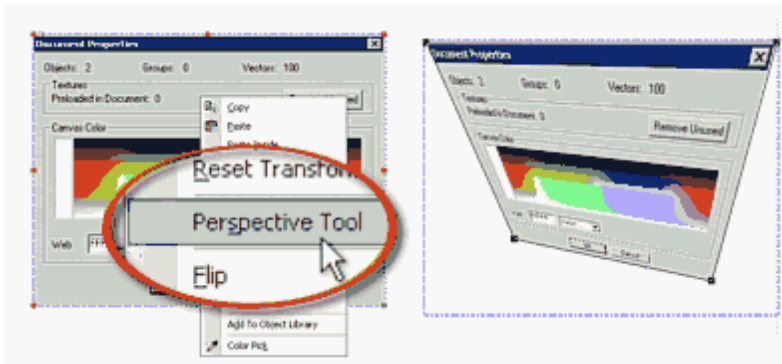 Document Properties
Objects: 2 Groups: 0 Vectors: 100
Textures
Preloaded in Document: 0
Canvas Color
Web
Copy
Paste
Reset Transfor
Perspective Tool
Flip
Add To Object Library
Color Pick
Document Properties
Objects: 2 Groups: 0 Vectors: 100
Textures
Preloaded in Document: 0
Remove Unused
Canvas Color